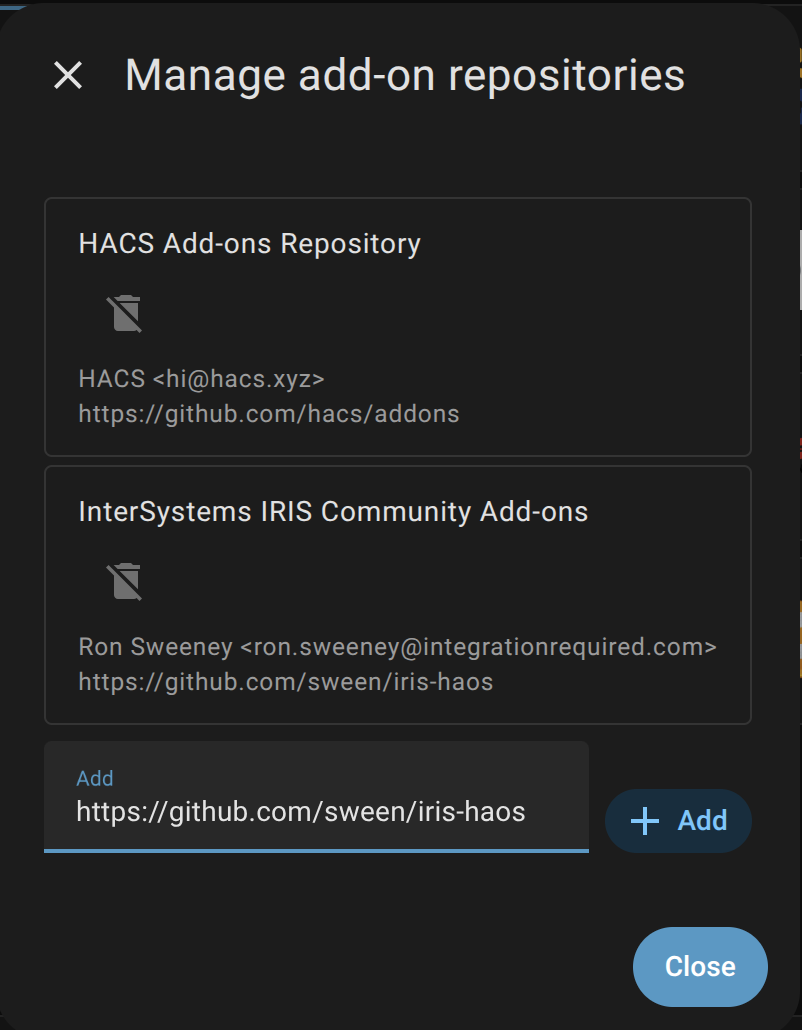 Manage add-on repositories
HACS Add-ons Repository
HACS <hi@hacs.xyz>
https://github.com/hacs/addons
InterSystems IRIS Community Add-ons
Ron Sweeney <ron.sweeney@integrationrequired.com>
https://github.com/sween/iris-haos
Add
https://github.com/sween/iris-haos
Add
Close